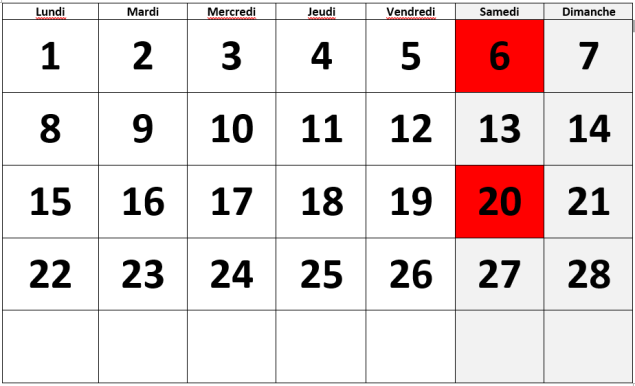 Lundi Mardi Mercredi Jeudi Vendredi Samedi Dimanche
1 2 3 4 5 6 7
8 9 10 11 12 13 14
15 16 17 18 19 20 21
22 23 24 25 26 27 28